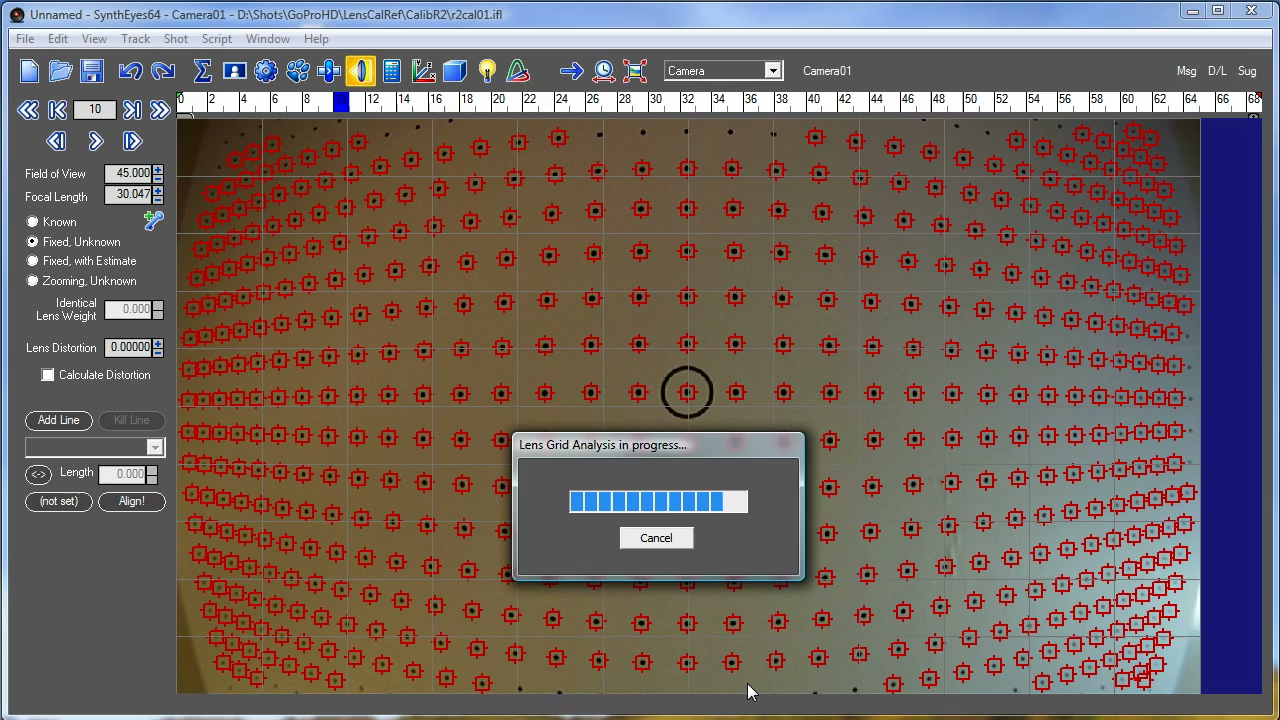 Unnamed - SynthEyes64 - Camera01 - D:\Shots\GoProHD\LensCalRef\CalibR2\r2cal01.ifl
File Edit View Track Shot Script Window Help
Camera Camera01 Msg D/L Sug
0 2 4 6 10 12 14 16 18 20 22 24 26 28 30 32 34 36 38 40 42 44 46 48 50 52 54 56 58 60 62 64 66 68
10
Field of View 45.000
Focal Length 30.047
Known
Fixed, Unknown
Fixed, with Estimate
Zooming, Unknown
Identical
Lens Weight 0.000
Lens Distortion 0.00000
Calculate Distortion
Add Line Kill Line
<-> Length 0.000
(not set) Align!
Lens Grid Analysis in progress...
Cancel